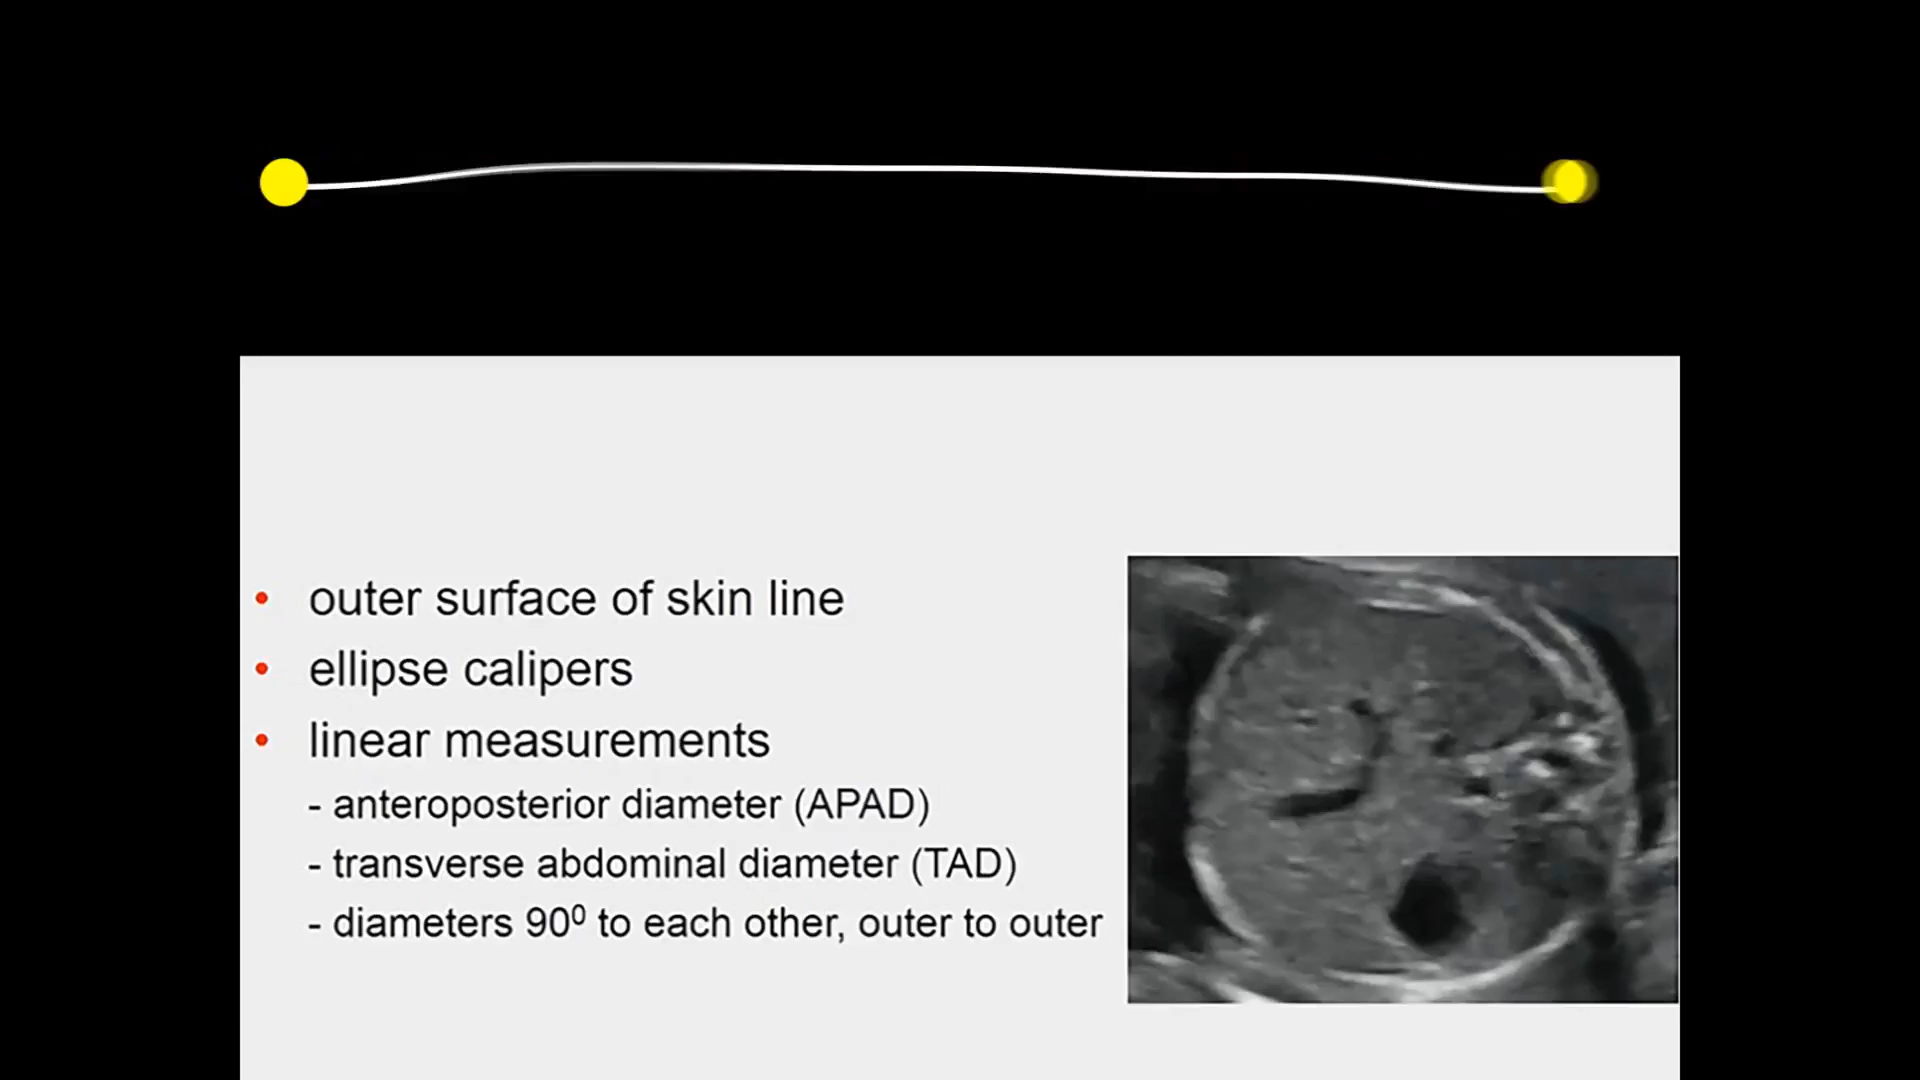 • outer surface of skin line
• ellipse calipers
• linear measurements
- anteroposterior diameter (APAD)
- transverse abdominal diameter (TAD)
- diameters 90⁰ to each other, outer to outer